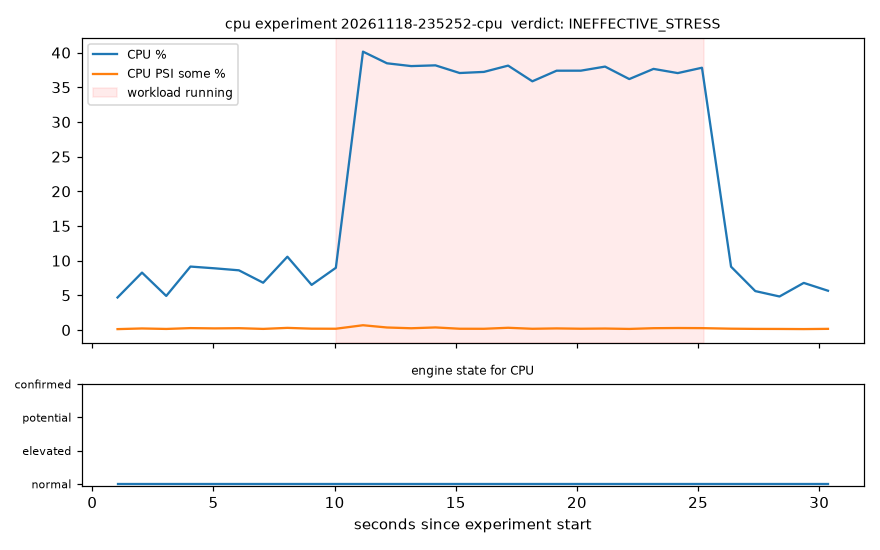 cpu experiment 20261118-235252-cpu  verdict: INEFFECTIVE_STRESS
CPU %
CPU PSI some %
workload running
40
35
30
25
20
15
10
5
0
engine state for CPU
confirmed
potential
elevated
normal
0
5
10
15
20
25
30
seconds since experiment start